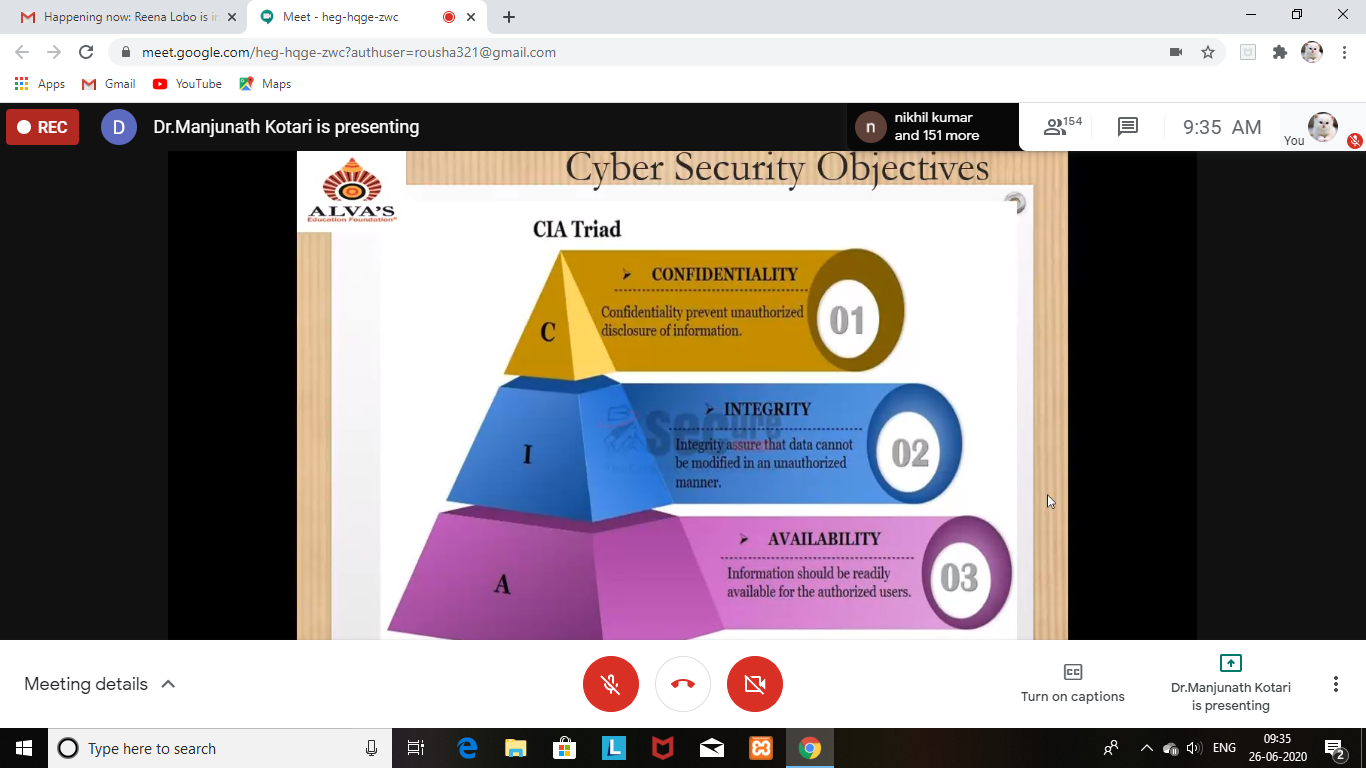 Happening now: Reena Lobo is in
Meet - heg-hqge-zwc
meet.google.com/heg-hqge-zwc?authuser=rousha321@gmail.com
Apps
Gmail
YouTube
Maps
REC
D
Dr.Manjunath Kotari is presenting
n
nikhil kumar
and 151 more
154
9:35 AM
You
ALVA'S
Education Foundation®
Cyber Security Objectives
CIA Triad
C
CONFIDENTIALITY
Confidentiality prevent unauthorized
disclosure of information.
01
I
INTEGRITY
Secure
Integrity assure that data cannot
be modified in an unauthorized
manner.
02
A
AVAILABILITY
Information should be readily
available for the authorized users.
03
Meeting details
CC
Turn on captions
Dr.Manjunath Kotari
is presenting
Type here to search
L
ENG
09:35
26-06-2020
2